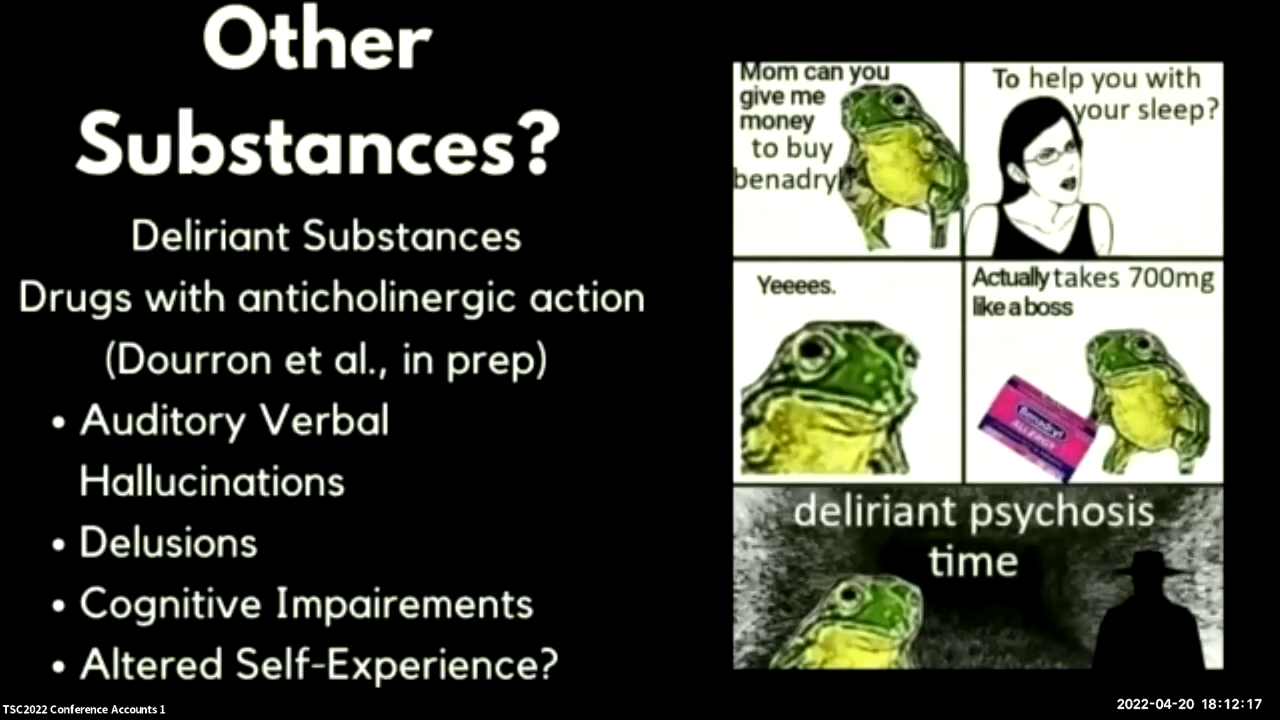 Other
Substances?
Deliriant Substances
Drugs with anticholinergic action
(Dourron et al., in prep)
• Auditory Verbal
Hallucinations
• Delusions
• Cognitive Impairements
• Altered Self-Experience?
Mom can you
give me
money
to buy
benadryl
To help you with
your sleep?
Yeeees.
Actually takes 700mg
like a boss
Benadryl
ALLERGY
deliriant psychosis
time
TSC2022 Conference Accounts 1
2022-04-20 18:12:17